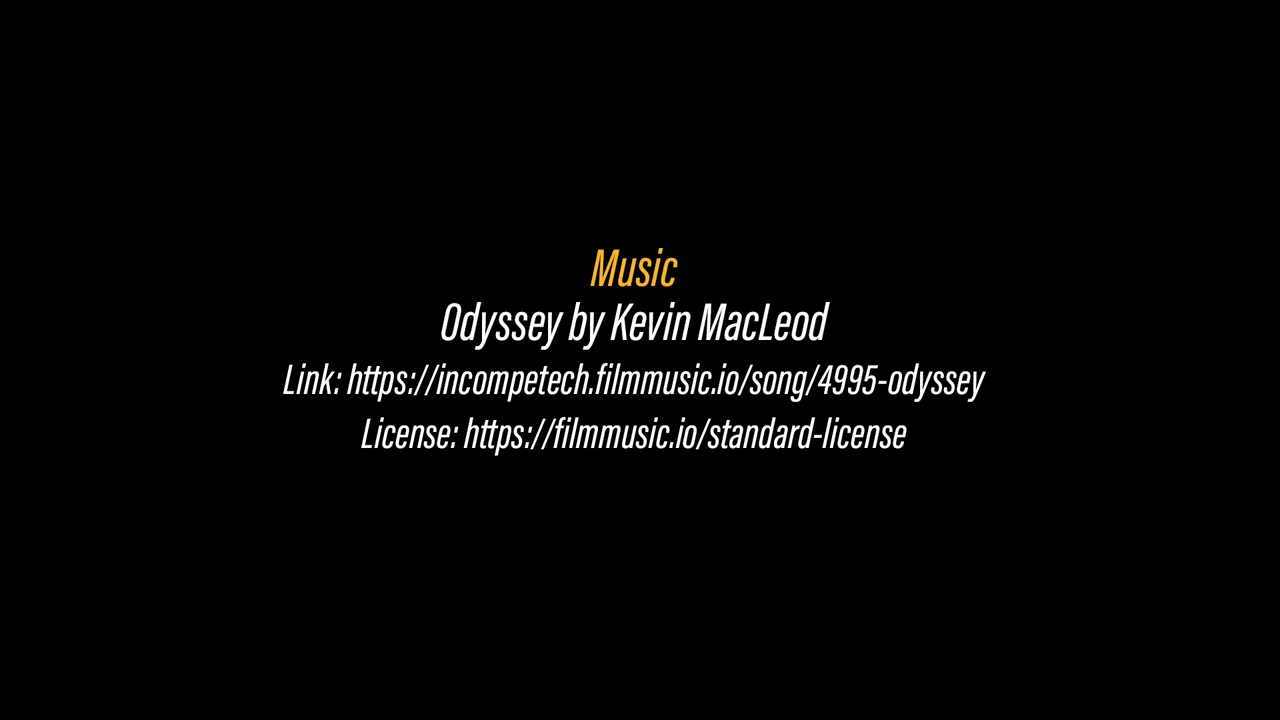 Music
Odyssey by Kevin MacLeod
Link: https://incompetech.filmmusic.io/song/4995-odyssey
License: https://filmmusic.io/standard-license